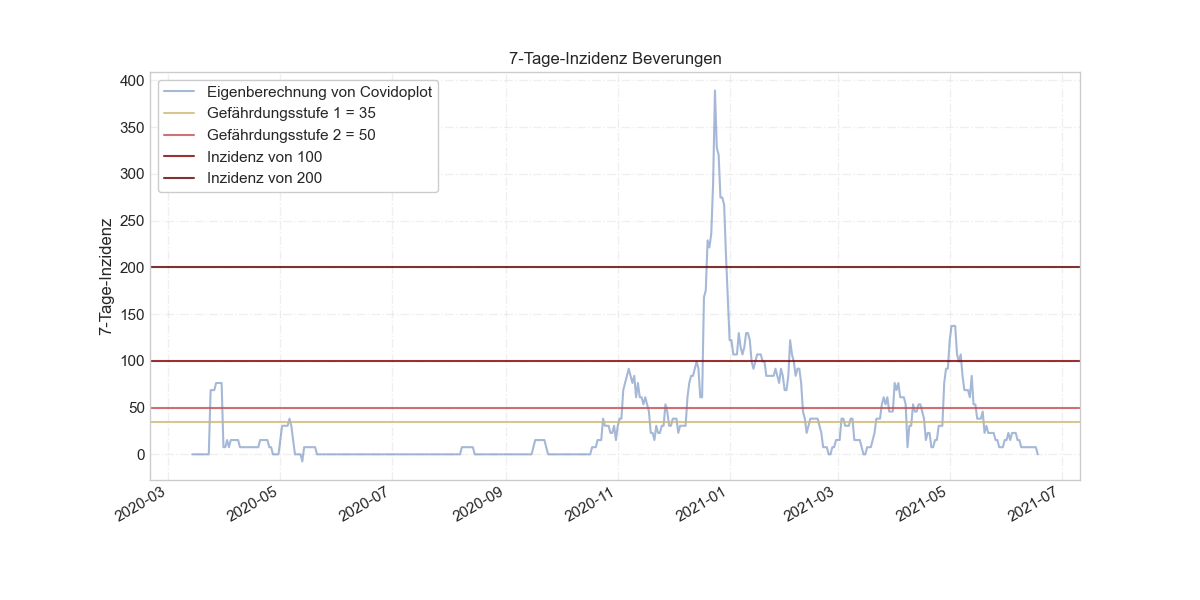 7-Tage-Inzidenz Beverungen
400
350
300
250
200
150
100
50
0
7-Tage-Inzidenz
Eigenberechnung von Covidoplot
Gefährdungsstufe 1 = 35
Gefährdungsstufe 2 = 50
Inzidenz von 100
Inzidenz von 200
2020-03
2020-05
2020-07
2020-09
2020-11
2021-01
2021-03
2021-05
2021-07